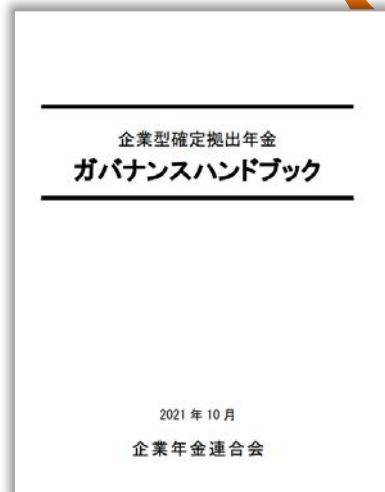 企業型確定拠出年金
ガバナンスハンドブック
2021 年 10 月
企業年金連合会